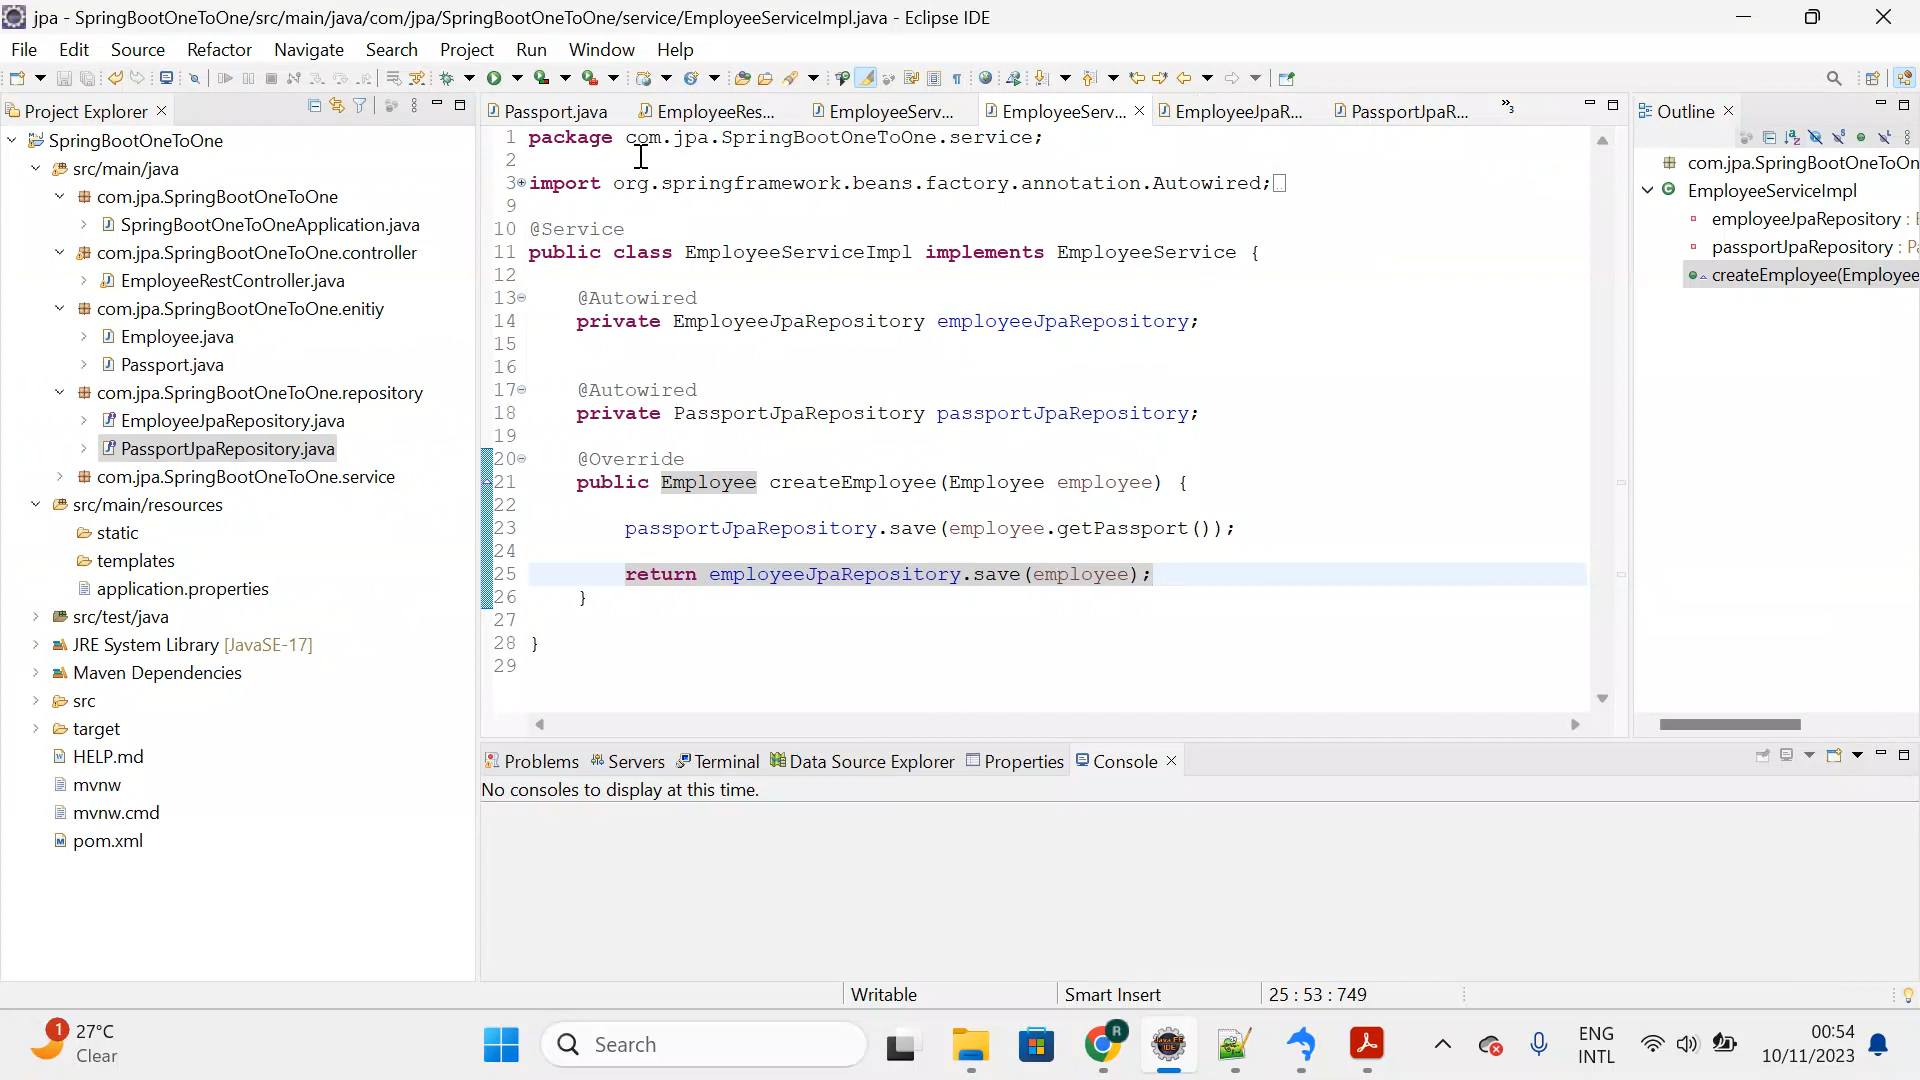 jpa - SpringBootOneToOne/src/main/java/com/jpa/SpringBootOneToOne/service/EmployeeServiceImpl.java - Eclipse IDE
File Edit Source Refactor Navigate Search Project Run Window Help
Project Explorer
SpringBootOneToOne
src/main/java
com.jpa.SpringBootOneToOne
SpringBootOneToOneApplication.java
com.jpa.SpringBootOneToOne.controller
EmployeeRestController.java
com.jpa.SpringBootOneToOne.enitiy
Employee.java
Passport.java
com.jpa.SpringBootOneToOne.repository
EmployeeJpaRepository.java
PassportJpaRepository.java
com.jpa.SpringBootOneToOne.service
src/main/resources
static
templates
application.properties
src/test/java
JRE System Library [JavaSE-17]
Maven Dependencies
src
target
HELP.md
mvnw
mvnw.cmd
pom.xml
Passport.java EmployeeRes... EmployeeServ... EmployeeServ... EmployeeJpaR... PassportJpaR... »3
1 package com.jpa.SpringBootOneToOne.service;
2
3 import org.springframework.beans.factory.annotation.Autowired;
9
10 @Service
11 public class EmployeeServiceImpl implements EmployeeService {
12
13 @Autowired
14 private EmployeeJpaRepository employeeJpaRepository;
15
16
17 @Autowired
18 private PassportJpaRepository passportJpaRepository;
19
20 @Override
21 public Employee createEmployee(Employee employee) {
22
23 passportJpaRepository.save(employee.getPassport());
24
25 return employeeJpaRepository.save(employee);
26 }
27
28 }
29
Outline
com.jpa.SpringBootOneToOn
EmployeeServiceImpl
employeeJpaRepository :
passportJpaRepository : Pa
createEmployee(Employee
Problems Servers Terminal Data Source Explorer Properties Console
No consoles to display at this time.
Writable Smart Insert 25 : 53 : 749
1 27°C
Clear
Search
R
ENG
INTL
00:54
10/11/2023